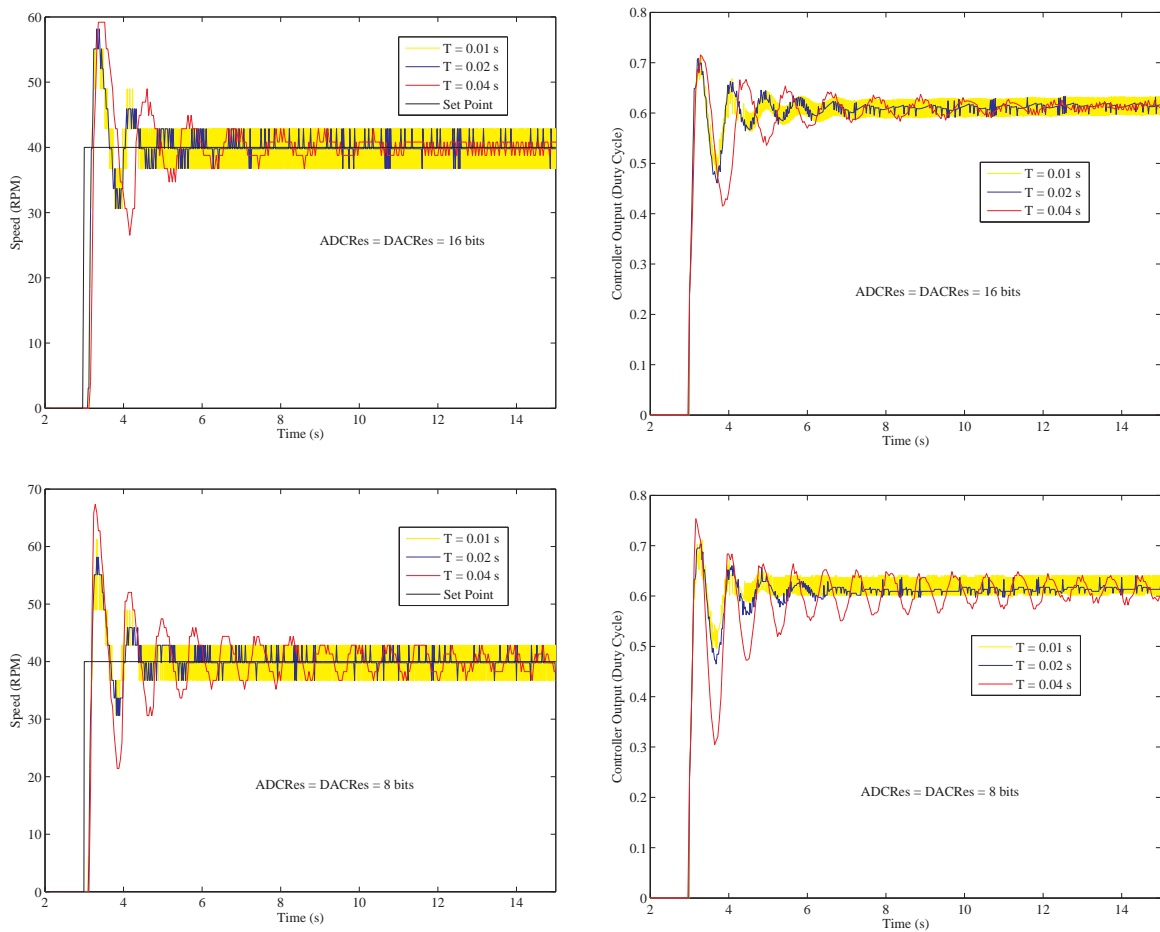 60
50
40
30
20
10
0
Speed (RPM)
2 4 6 8 10 12 14
Time (s)
T = 0.01 s
T = 0.02 s
T = 0.04 s
Set Point
ADCRes = DACRes = 16 bits
0.8
0.7
0.6
0.5
0.4
0.3
0.2
0.1
0
Controller Output (Duty Cycle)
2 4 6 8 10 12 14
Time (s)
T = 0.01 s
T = 0.02 s
T = 0.04 s
ADCRes = DACRes = 16 bits
70
60
50
40
30
20
10
0
Speed (RPM)
2 4 6 8 10 12 14
Time (s)
T = 0.01 s
T = 0.02 s
T = 0.04 s
Set Point
ADCRes = DACRes = 8 bits
0.8
0.7
0.6
0.5
0.4
0.3
0.2
0.1
0
Controller Output (Duty Cycle)
2 4 6 8 10 12 14
Time (s)
T = 0.01 s
T = 0.02 s
T = 0.04 s
ADCRes = DACRes = 8 bits